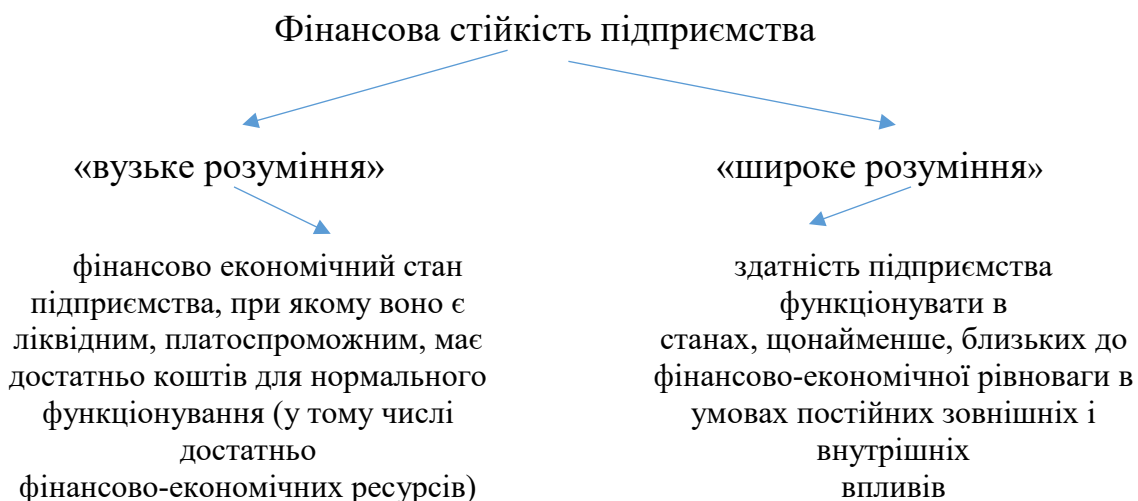 Фінансова стійкість підприємства
«вузьке розуміння»
«широке розуміння»
фінансово економічний стан
підприємства, при якому воно є
ліквідним, платоспроможним, має
достатньо коштів для нормального
функціонування (у тому числі
достатньо
фінансово-економічних ресурсів)
здатність підприємства
функціонувати в
станах, щонайменше, близьких до
фінансово-економічної рівноваги в
умовах постійних зовнішніх і
внутрішніх
впливів